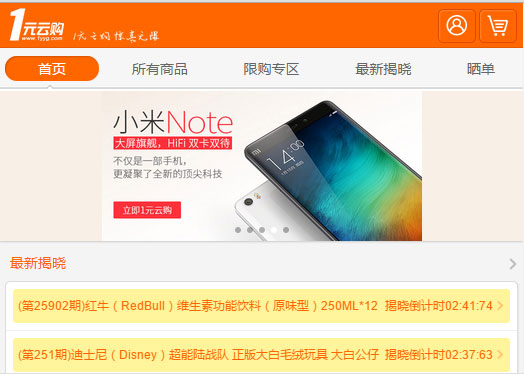 1元云购
www.1yyg.com
1元云购 惊喜无限
首页
所有商品
限购专区
最新揭晓
晒单
小米Note
大屏旗舰，HiFi 双卡双待
不仅是一部手机，
更凝聚了全新的顶尖科技
立即1元云购
14:00
最新揭晓
(第25902期)红牛（RedBull）维生素功能饮料（原味型）250ML*12 揭晓倒计时02:41:74
(第251期)迪士尼（Disney）超能陆战队 正版大白毛绒玩具 大白公仔 揭晓倒计时02:37:63